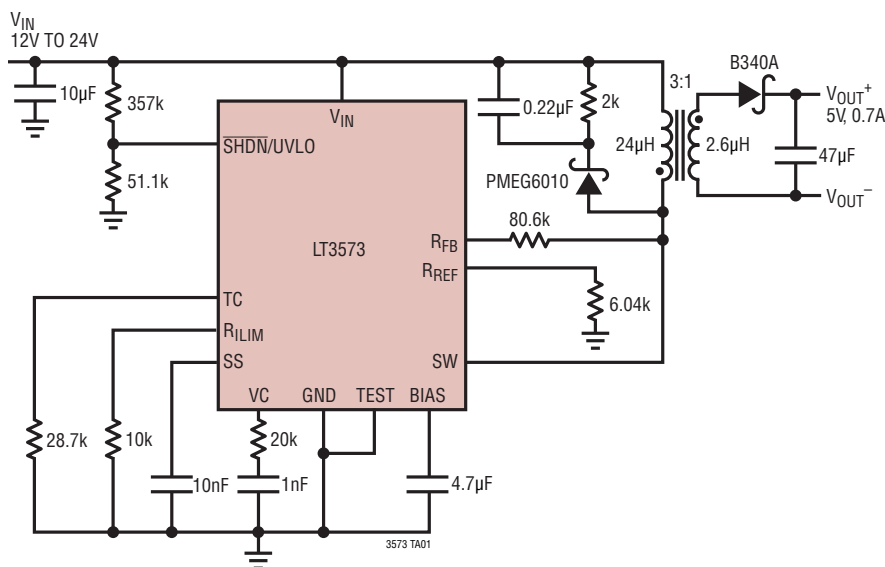 VIN
12V TO 24V
10µF
357k
51.1k
VIN
SHDN/UVLO
LT3573
RFB
RREF
TC
RILIM
SS
SW
VC
GND
TEST
BIAS
0.22µF
2k
PMEG6010
80.6k
6.04k
3:1
24µH
2.6µH
B340A
VOUT+
5V, 0.7A
47µF
VOUT–
28.7k
10k
10nF
20k
1nF
4.7µF
3573 TA01